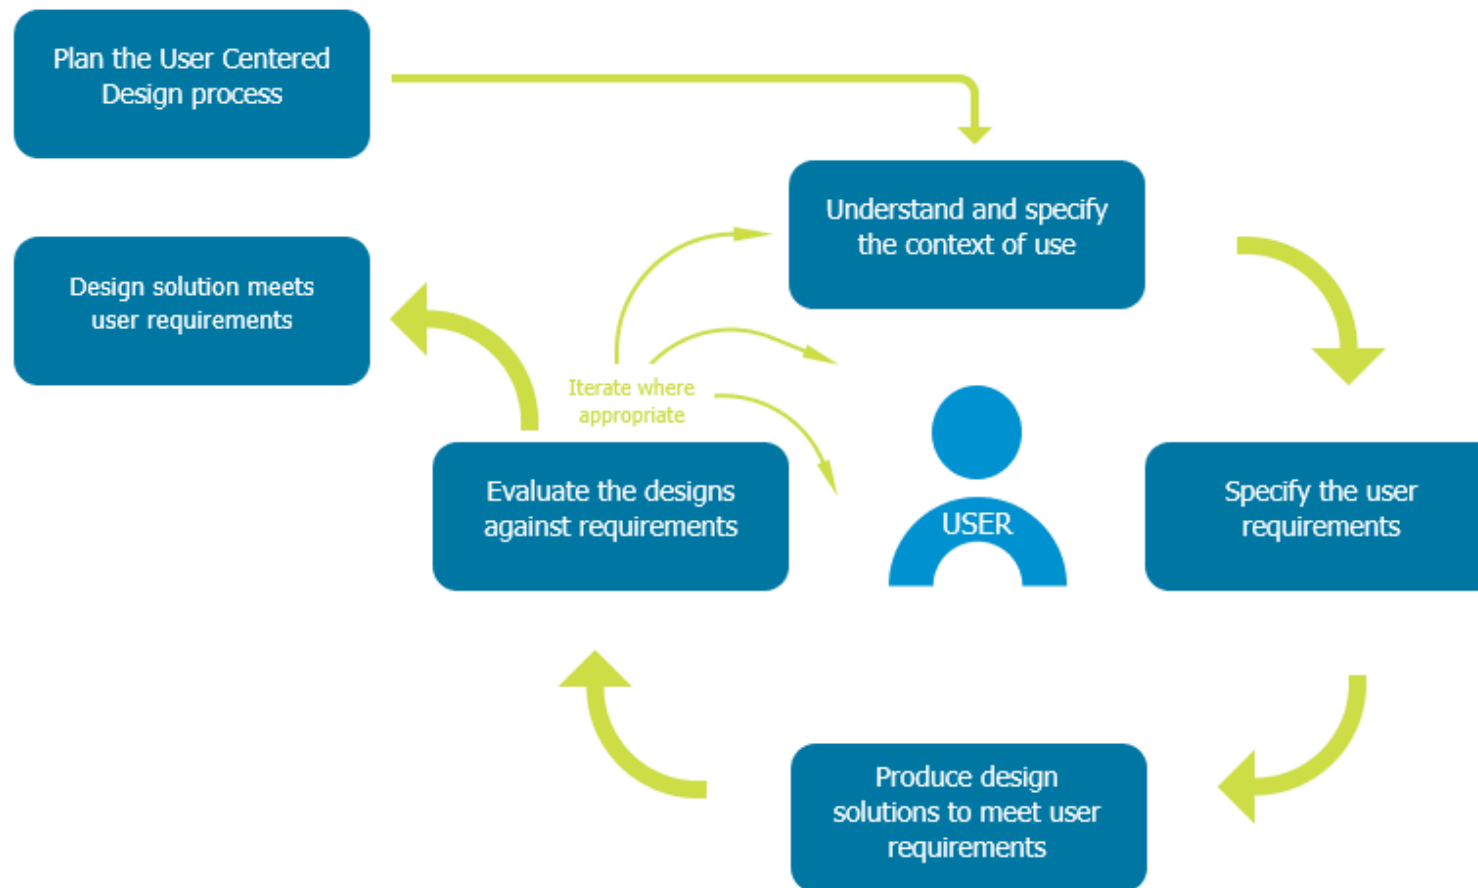 Plan the User Centered
Design process
Understand and specify
the context of use
Design solution meets
user requirements
Iterate where
appropriate
Evaluate the designs
against requirements
USER
Specify the user
requirements
Produce design
solutions to meet user
requirements